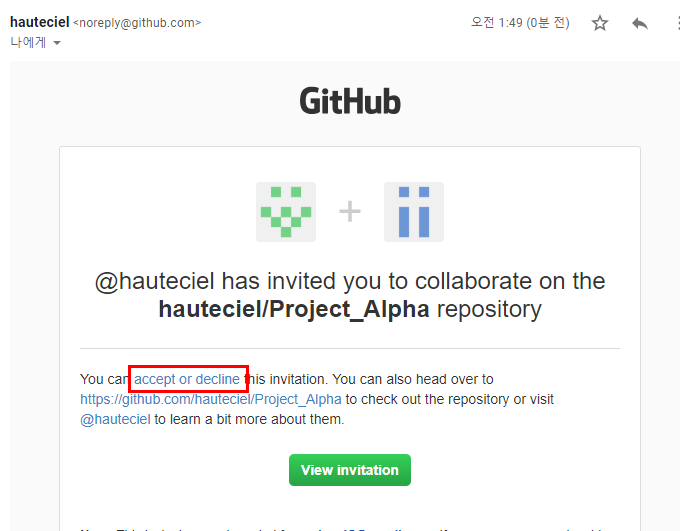 hauteciel <noreply@github.com>
오전 1:49 (0분 전)
나에게
GitHub
@hauteciel has invited you to collaborate on the
hauteciel/Project_Alpha repository
You can accept or decline this invitation. You can also head over to
https://github.com/hauteciel/Project_Alpha to check out the repository or visit
@hauteciel to learn a bit more about them.
View invitation